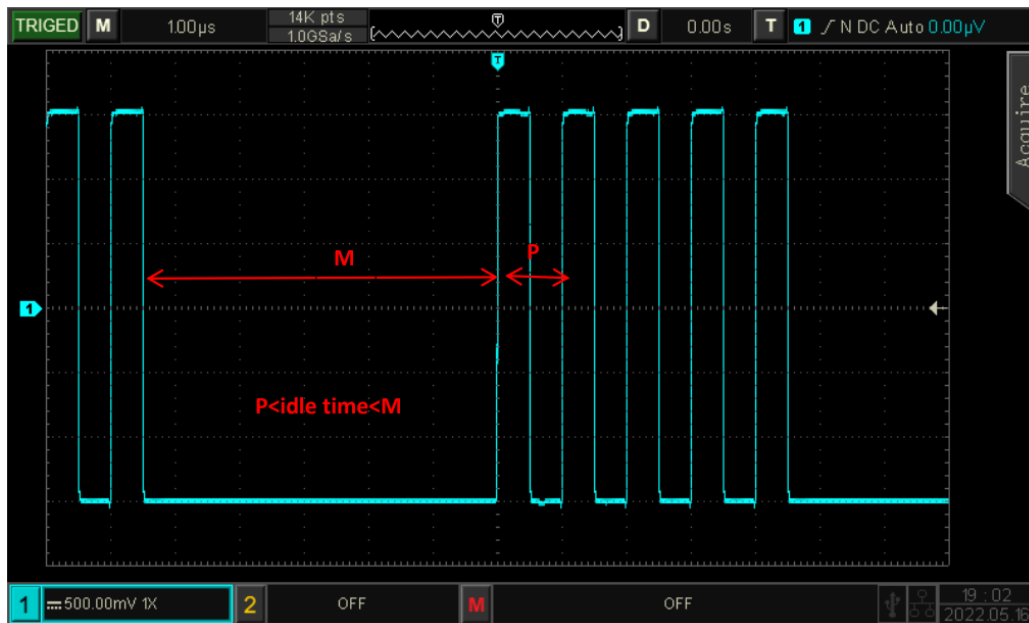 TRIGED M 1.00µs 14K pts D 0.00s T 1 N DC Auto 0.00µV
1.0GSa/s
T
T
Acquire
M
P
1
P<idle time<M
1 500.00mV 1X 2 OFF M OFF 19 : 02
2022.05.16